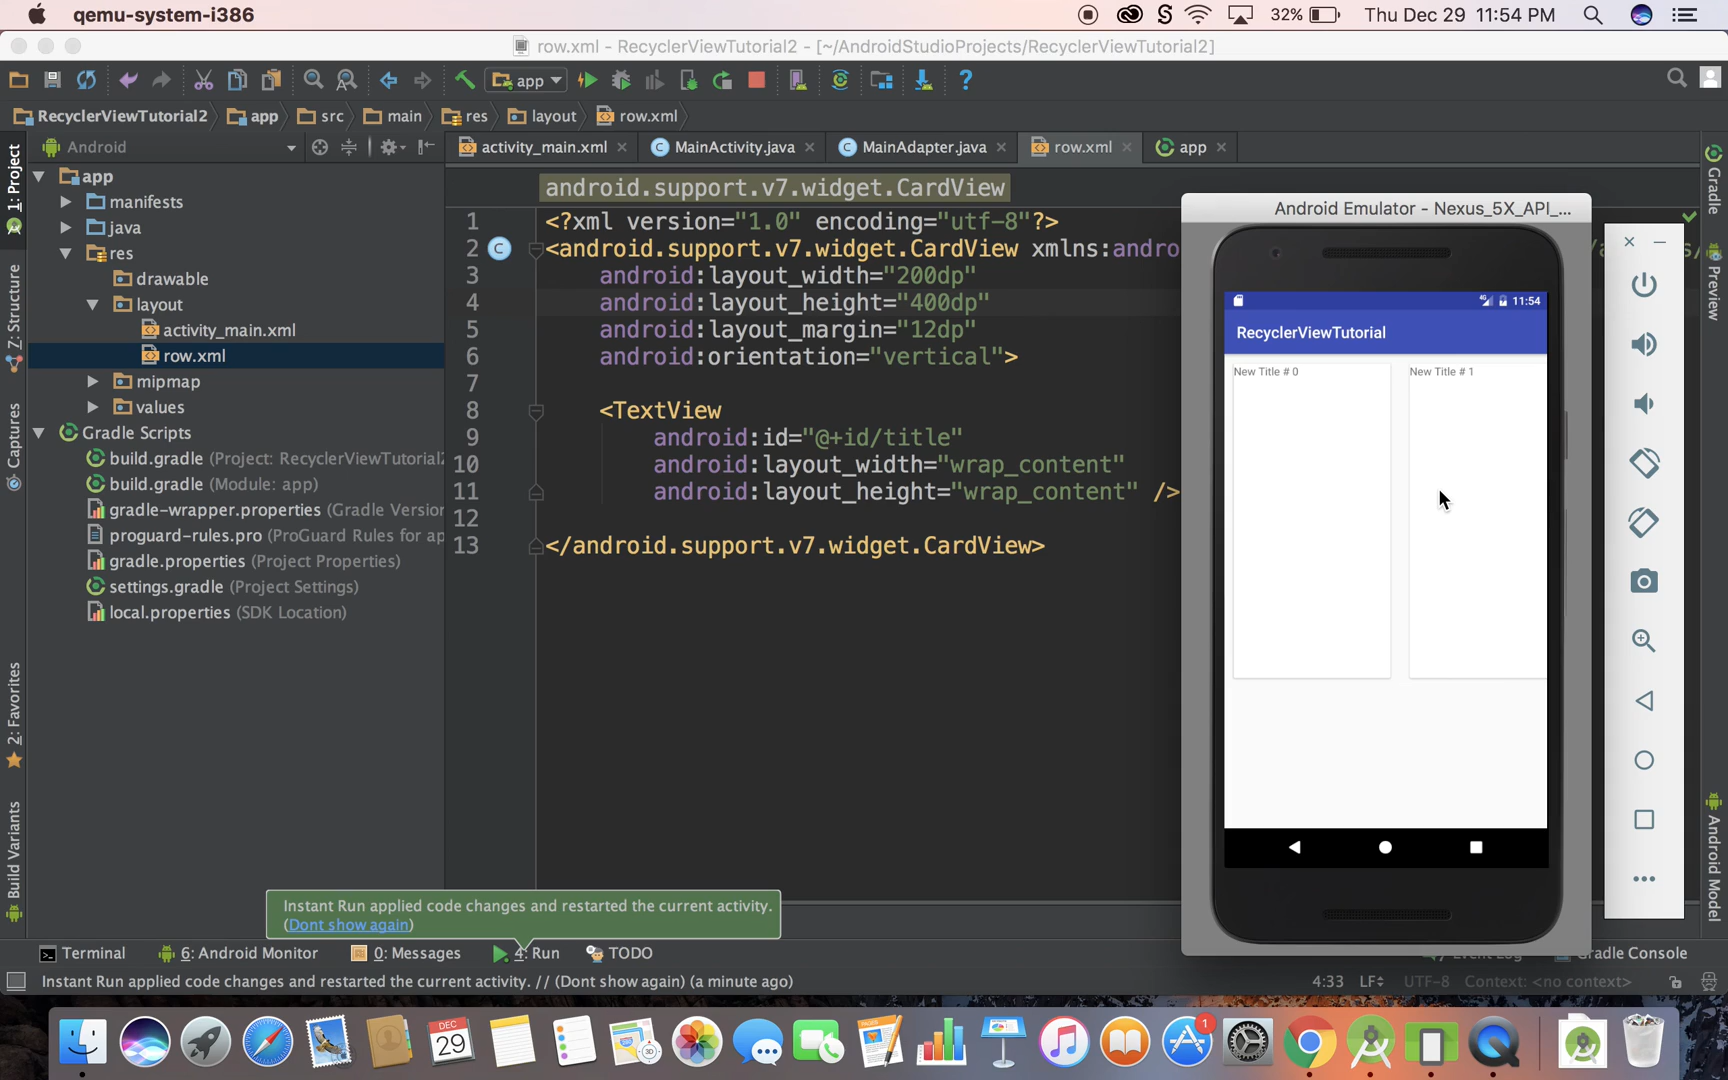 qemu-system-i386
32%
Thu Dec 29 11:54 PM
row.xml - RecyclerViewTutorial2 - [~/AndroidStudioProjects/RecyclerViewTutorial2]
app
RecyclerViewTutorial2 app src main res layout row.xml
Android
activity_main.xml MainActivity.java MainAdapter.java row.xml app
1: Project
Z: Structure
Captures
2: Favorites
Build Variants
app
manifests
java
res
drawable
layout
activity_main.xml
row.xml
mipmap
values
Gradle Scripts
build.gradle (Project: RecyclerViewTutorial2
build.gradle (Module: app)
gradle-wrapper.properties (Gradle Version
proguard-rules.pro (ProGuard Rules for ap
gradle.properties (Project Properties)
settings.gradle (Project Settings)
local.properties (SDK Location)
android.support.v7.widget.CardView
1 <?xml version="1.0" encoding="utf-8"?>
2 <android.support.v7.widget.CardView xmlns:andro
3 android:layout_width="200dp"
4 android:layout_height="400dp"
5 android:layout_margin="12dp"
6 android:orientation="vertical">
7
8 <TextView
9 android:id="@+id/title"
10 android:layout_width="wrap_content"
11 android:layout_height="wrap_content" />
12
13 </android.support.v7.widget.CardView>
Android Emulator - Nexus_5X_API_...
11:54
RecyclerViewTutorial
New Title # 0
New Title # 1
Gradle
Preview
Android Model
Instant Run applied code changes and restarted the current activity.
(Dont show again)
Terminal 6: Android Monitor 0: Messages 4: Run TODO Event Log Gradle Console
Instant Run applied code changes and restarted the current activity. // (Dont show again) (a minute ago)
4:33 LF UTF-8 Context: <no context>
DEC
29
PAGES
3D
1